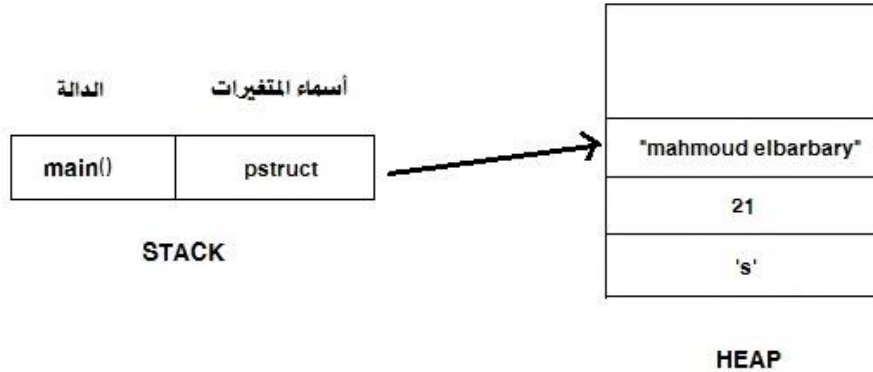 الدالة
أسماء المتغيرات
main()
pstruct
STACK
"mahmoud elbarbary"
21
's'
HEAP